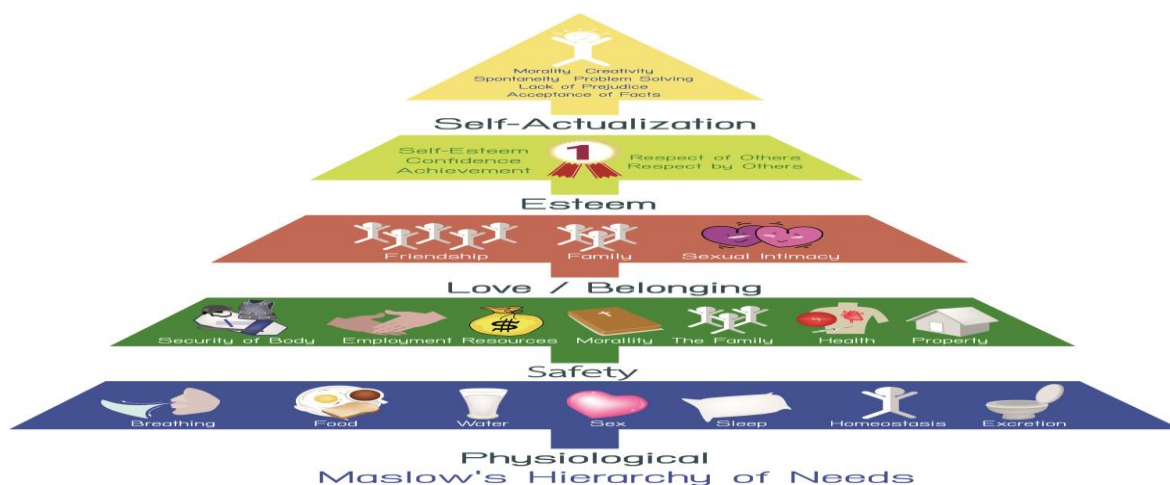 Morality Creativity
Spontaneity Problem Solving
Lack of Prejudice
Acceptance of Facts
Self-Actualization
Self-Esteem
Confidence
Achievement
1
Respect of Others
Respect by Others
Esteem
Friendship
Family
Sexual Intimacy
Love / Belonging
$
Security of Body
Employment
Resources
Morallity
The Family
Health
Property
Safety
Breathing
Food
Water
Sex
Sleep
Homeostasis
Excretion
Physiological
Maslow's Hierarchy of Needs